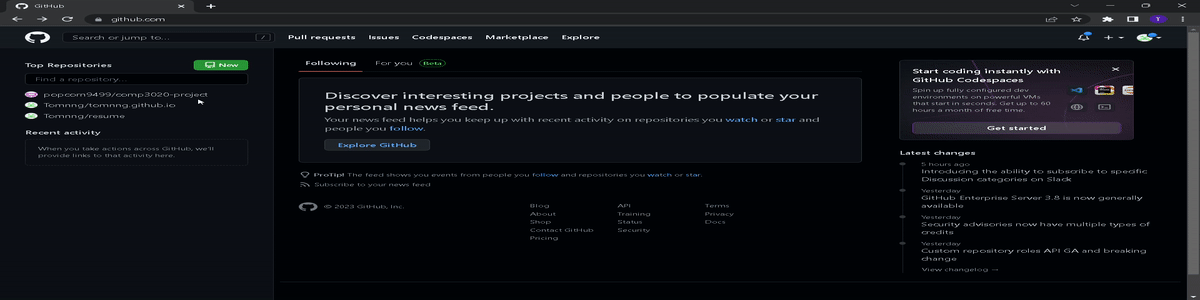 GitHub
github.com
T
Search or jump to... /
Pull requests Issues Codespaces Marketplace Explore
Top Repositories New
Find a repository...
popcorn9499/comp3020-project
Tomnng/tomnng.github.io
Tomnng/resume
Recent activity
When you take actions across GitHub, we'll
provide links to that activity here.
Following For you Beta
Discover interesting projects and people to populate your
personal news feed.
Your news feed helps you keep up with recent activity on repositories you watch or star and
people you follow.
Explore GitHub
ProTip! The feed shows you events from people you follow and repositories you watch or star.
Subscribe to your news feed
© 2023 GitHub, Inc.
Blog
About
Shop
Contact GitHub
Pricing
API
Training
Status
Security
Terms
Privacy
Docs
Start coding instantly with
GitHub Codespaces
Spin up fully configured dev
environments on powerful VMs
that start in seconds. Get up to 60
hours a month of free time.
Get started
Latest changes
5 hours ago
Introducing the ability to subscribe to specific
Discussion categories on Slack
Yesterday
GitHub Enterprise Server 3.8 is now generally
available
Yesterday
Security advisories now have multiple types of
credits
Yesterday
Custom repository roles API GA and breaking
change
View changelog →